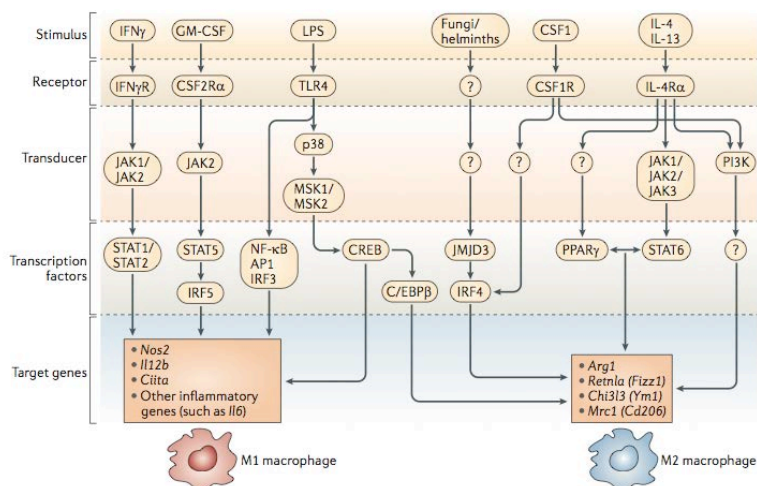 Stimulus
IFNγ
GM-CSF
LPS
Fungi/
helminths
CSF1
IL-4
IL-13
Receptor
IFNγR
CSF2Rα
TLR4
?
CSF1R
IL-4Rα
Transducer
JAK1/
JAK2
JAK2
p38
MSK1/
MSK2
?
?
?
JAK1/
JAK2/
JAK3
PI3K
Transcription
factors
STAT1/
STAT2
STAT5
IRF5
NF-κB
AP1
IRF3
CREB
C/EBPβ
JMJD3
IRF4
PPARγ
STAT6
?
Target genes
• Nos2
• Il12b
• Ciita
• Other inflammatory
genes (such as Il6)
• Arg1
• Retnla (Fizz1)
• Chi3l3 (Ym1)
• Mrc1 (Cd206)
M1 macrophage
M2 macrophage